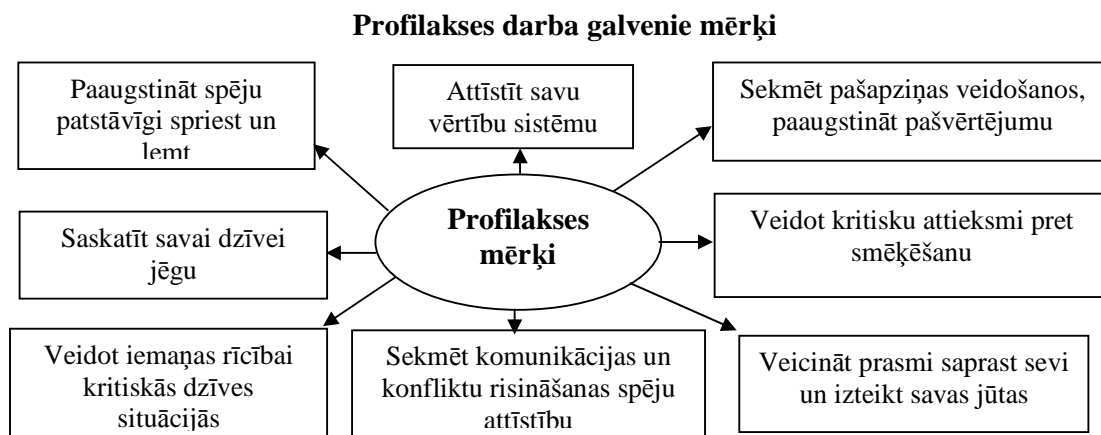 Profilakses darba galvenie mērķi
Paaugstināt spēju
patstāvīgi spriest un
lemt
Attīstīt savu
vērtību sistēmu
Sekmēt pašapziņas veidošanos,
paaugstināt pašvērtējumu
Profilakses
mērķi
Saskatīt savai dzīvei
jēgu
Veidot kritisku attieksmi pret
smēķēšanu
Veidot iemaņas rīcībai
kritiskās dzīves
situācijās
Sekmēt komunikācijas un
konfliktu risināšanas spēju
attīstību
Veicināt prasmi saprast sevi
un izteikt savas jūtas